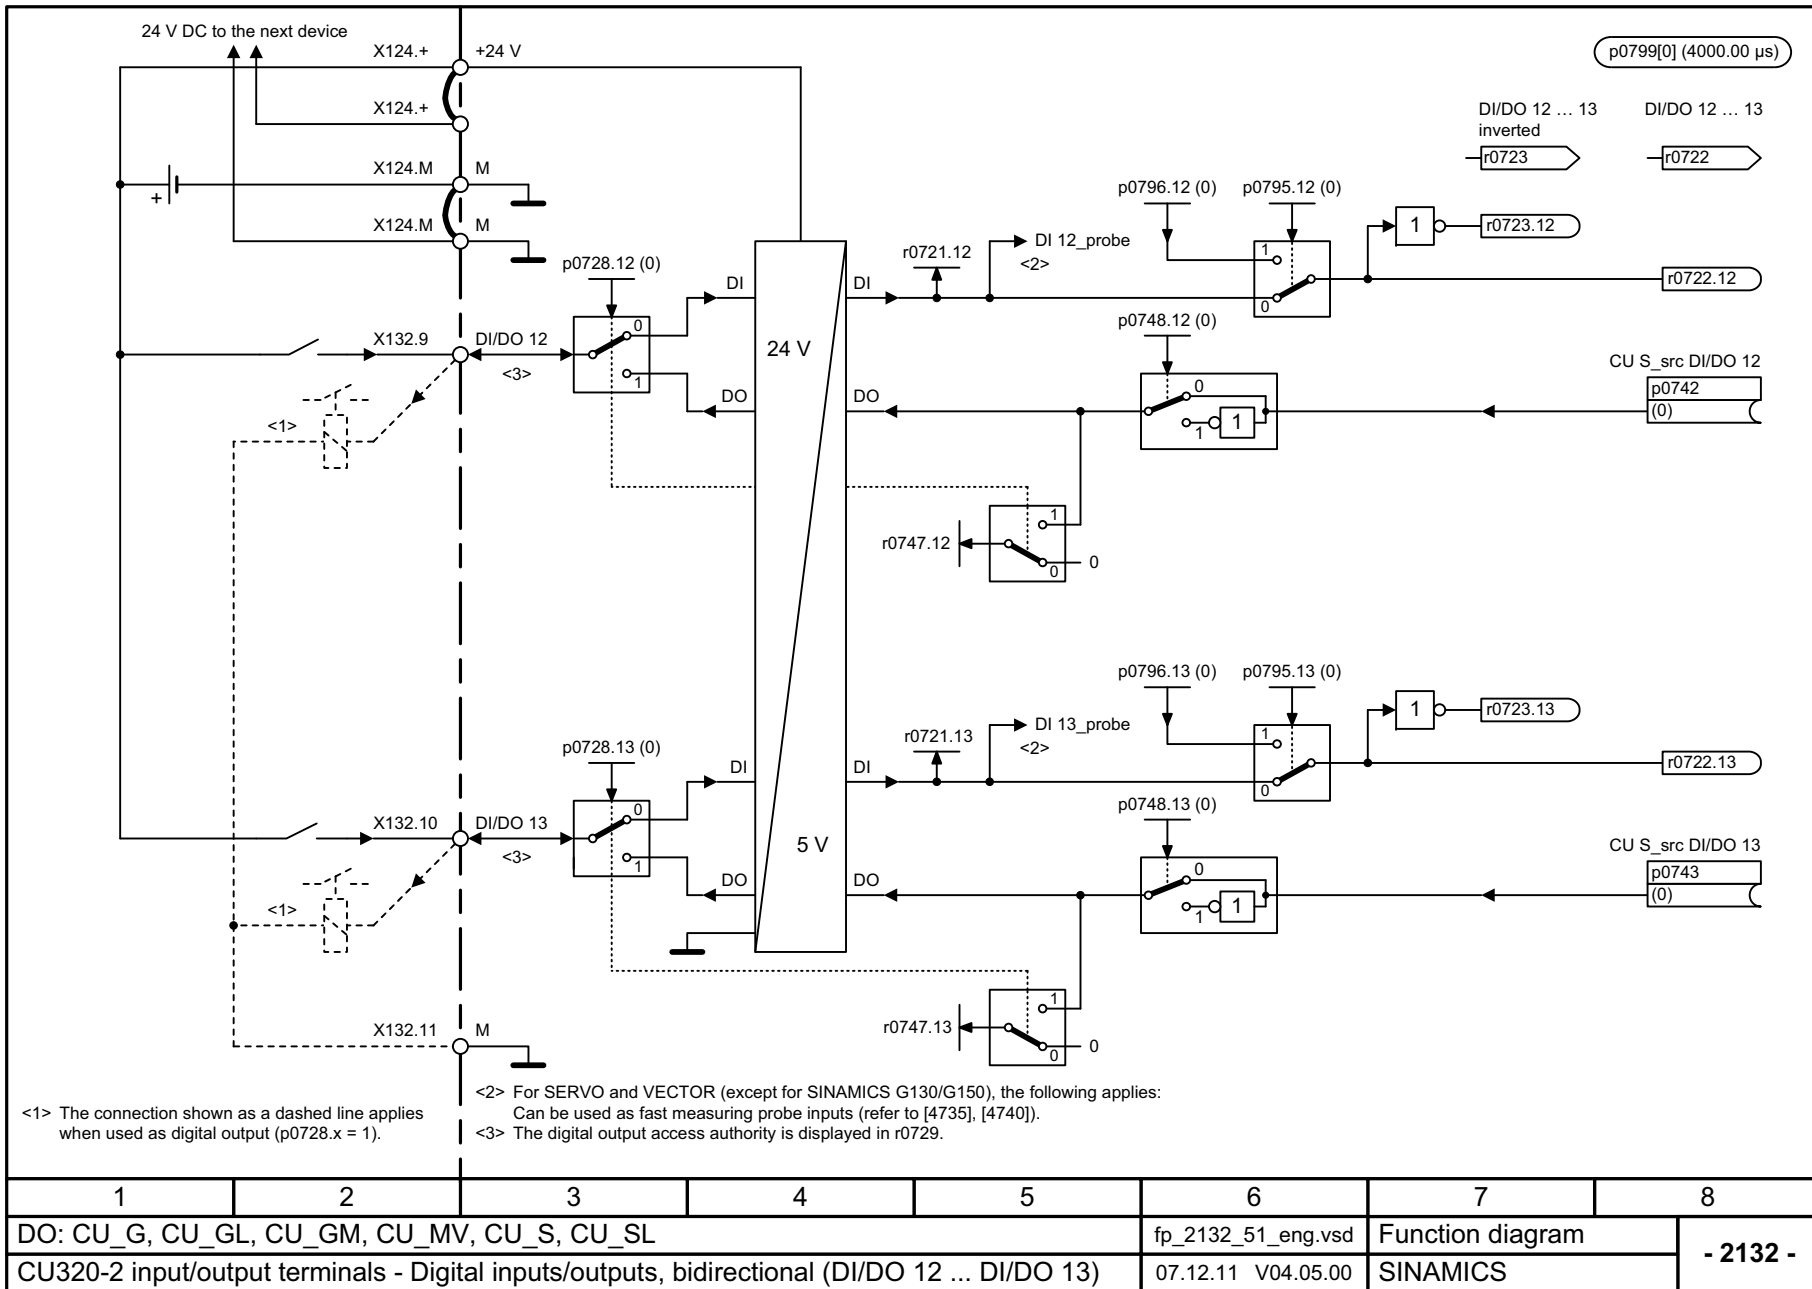 24 V DC to the next device
X124.+
+24 V
p0799[0] (4000.00 µs)
X124.+
DI/DO 12 … 13
inverted
DI/DO 12 … 13
r0723
r0722
X124.M
M
+
p0796.12 (0)
p0795.12 (0)
X124.M
M
1
r0723.12
1
DI 12_probe
<2>
r0721.12
p0728.12 (0)
DI
DI
r0722.12
0
p0748.12 (0)
X132.9
DI/DO 12
0
<3>
24 V
CU S_src DI/DO 12
1
0
p0742
DO
DO
(0)
<1>
1
1
1
r0747.12
0
0
p0796.13 (0)
p0795.13 (0)
1
r0723.13
DI 13_probe
<2>
1
r0721.13
p0728.13 (0)
DI
DI
r0722.13
0
p0748.13 (0)
X132.10
DI/DO 13
0
<3>
5 V
CU S_src DI/DO 13
1
0
p0743
DO
DO
(0)
<1>
1
1
1
r0747.13
0
0
X132.11
M
<1> The connection shown as a dashed line applies
when used as digital output (p0728.x = 1).
<2> For SERVO and VECTOR (except for SINAMICS G130/G150), the following applies:
Can be used as fast measuring probe inputs (refer to [4735], [4740]).
<3> The digital output access authority is displayed in r0729.
1
2
3
4
5
6
7
8
DO: CU_G, CU_GL, CU_GM, CU_MV, CU_S, CU_SL
fp_2132_51_eng.vsd
Function diagram
- 2132 -
CU320-2 input/output terminals - Digital inputs/outputs, bidirectional (DI/DO 12 ... DI/DO 13)
07.12.11 V04.05.00
SINAMICS